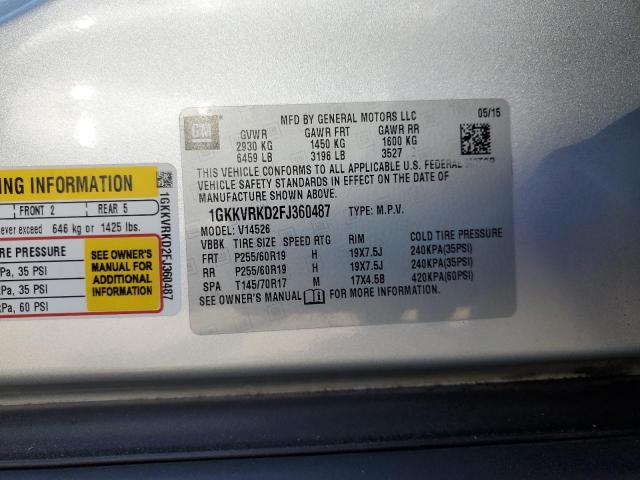 GM
MFD BY GENERAL MOTORS LLC 05/15
GVWR GAWR FRT GAWR RR
2930 KG 1450 KG 1600 KG
6459 LB 3196 LB 3527
THIS VEHICLE CONFORMS TO ALL APPLICABLE U.S. FEDERAL MOTOR
VEHICLE SAFETY STANDARDS IN EFFECT ON THE DATE OF
MANUFACTURE SHOWN ABOVE.
1GKKVRKD2FJ360487 TYPE: M.P.V.
V14526
VBBK TIRE SIZE SPEED RTG RIM COLD TIRE PRESSURE
FRT P255/60R19 H 19X7.5J 240KPA(35PSI)
RR P255/60R19 H 19X7.5J 240KPA(35PSI)
SPA T145/70R17 M 17X4.5B 420KPA(60PSI)
SEE OWNER'S MANUAL FOR MORE INFORMATION.
NG INFORMATION
FRONT 2 REAR 5
ever exceed 646 kg or 1425 lbs.
E PRESSURE
Pa, 35 PSI
Pa, 35 PSI
Pa, 60 PSI
SEE OWNER'S
MANUAL FOR
ADDITIONAL
INFORMATION
1GKKVRKD2FJ360487